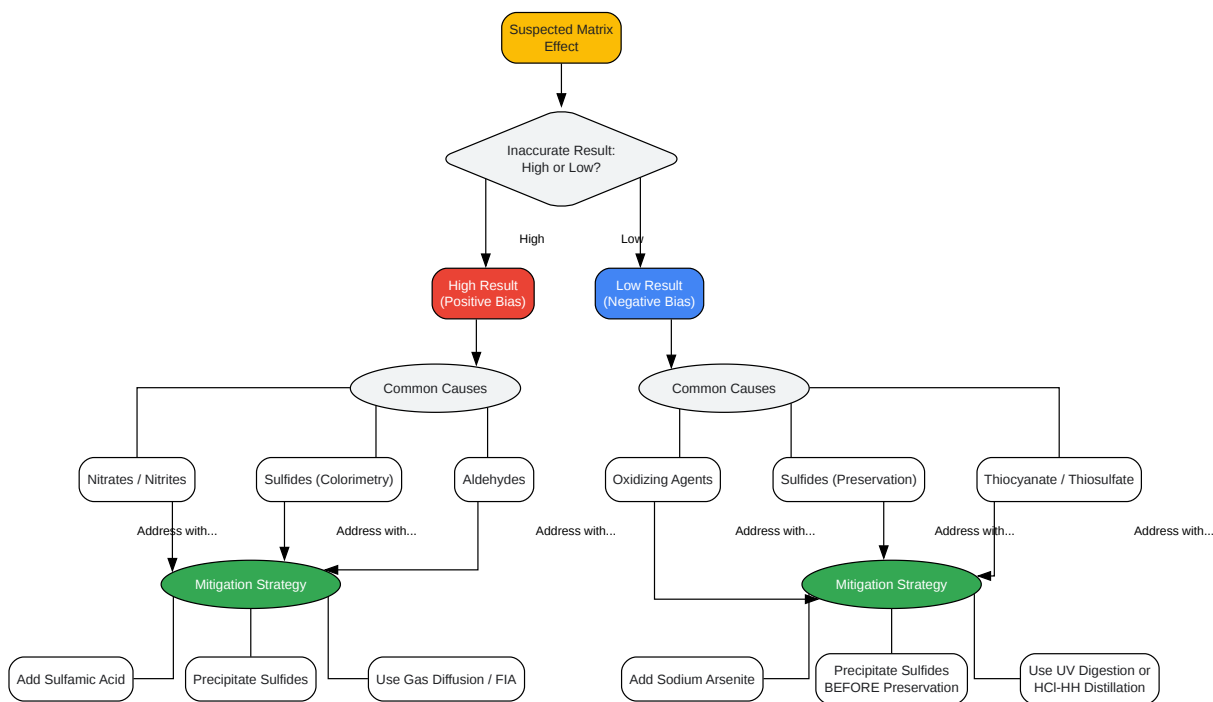 Suspected Matrix
Effect
Inaccurate Result:
High or Low?
High
Low
High Result
(Positive Bias)
Low Result
(Negative Bias)
Common Causes
Common Causes
Nitrates / Nitrites
Sulfides (Colorimetry)
Aldehydes
Oxidizing Agents
Sulfides (Preservation)
Thiocyanate / Thiosulfate
Address with...
Address with...
Address with...
Address with...
Address with...
Address with...
Mitigation Strategy
Mitigation Strategy
Add Sulfamic Acid
Precipitate Sulfides
Use Gas Diffusion / FIA
Add Sodium Arsenite
Precipitate Sulfides
BEFORE Preservation
Use UV Digestion or
HCl-HH Distillation